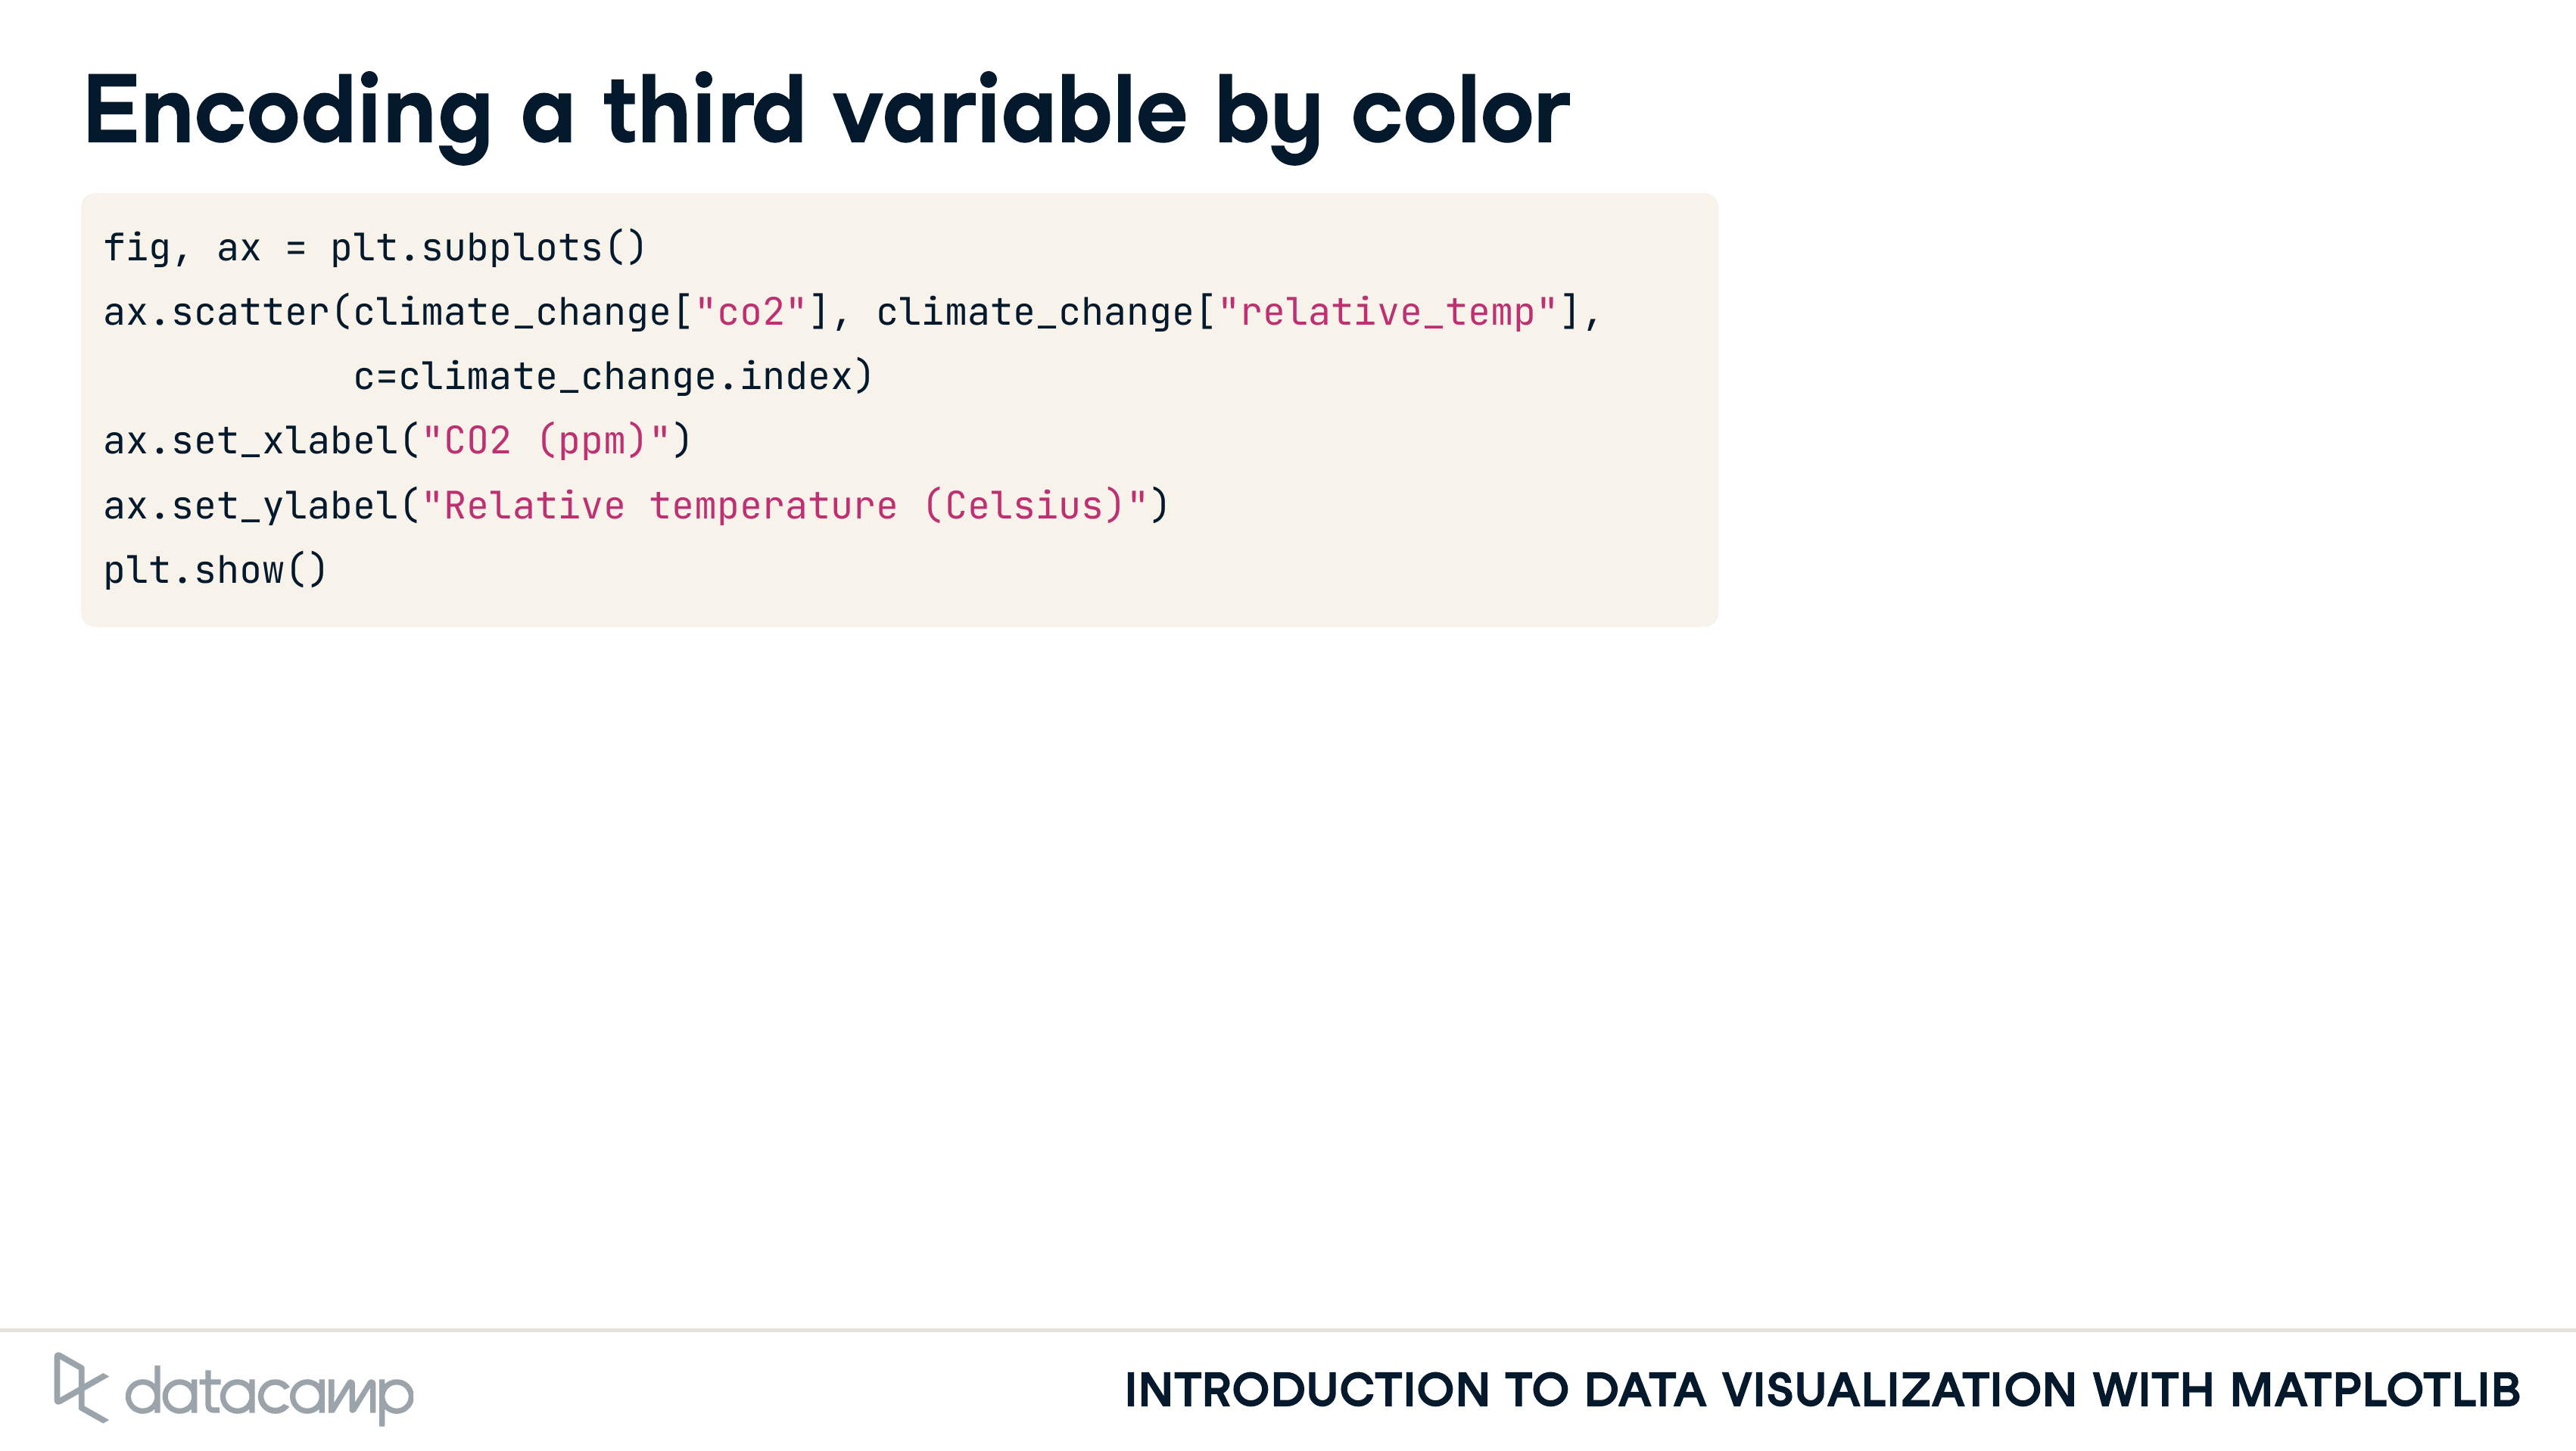 Encoding a third variable by color
fig, ax = plt.subplots()
ax.scatter(climate_change["co2"], climate_change["relative_temp"],
           c=climate_change.index)
ax.set_xlabel("CO2 (ppm)")
ax.set_ylabel("Relative temperature (Celsius)")
plt.show()
datacamp
INTRODUCTION TO DATA VISUALIZATION WITH MATPLOTLIB